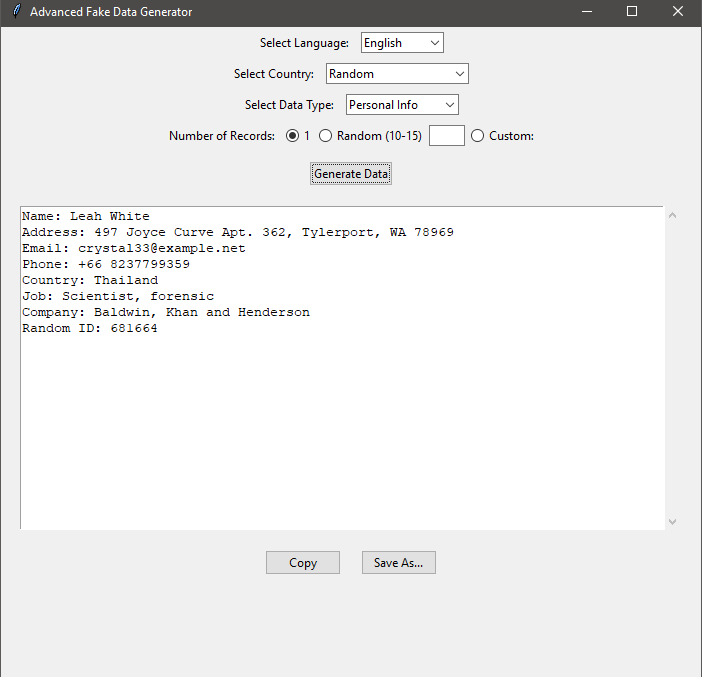 Advanced Fake Data Generator
Select Language: English
Select Country: Random
Select Data Type: Personal Info
Number of Records: 1 Random (10-15) Custom:
Generate Data
Name: Leah White
Address: 497 Joyce Curve Apt. 362, Tylerport, WA 78969
Email: crystal33@example.net
Phone: +66 8237799359
Country: Thailand
Job: Scientist, forensic
Company: Baldwin, Khan and Henderson
Random ID: 681664
Copy Save As...